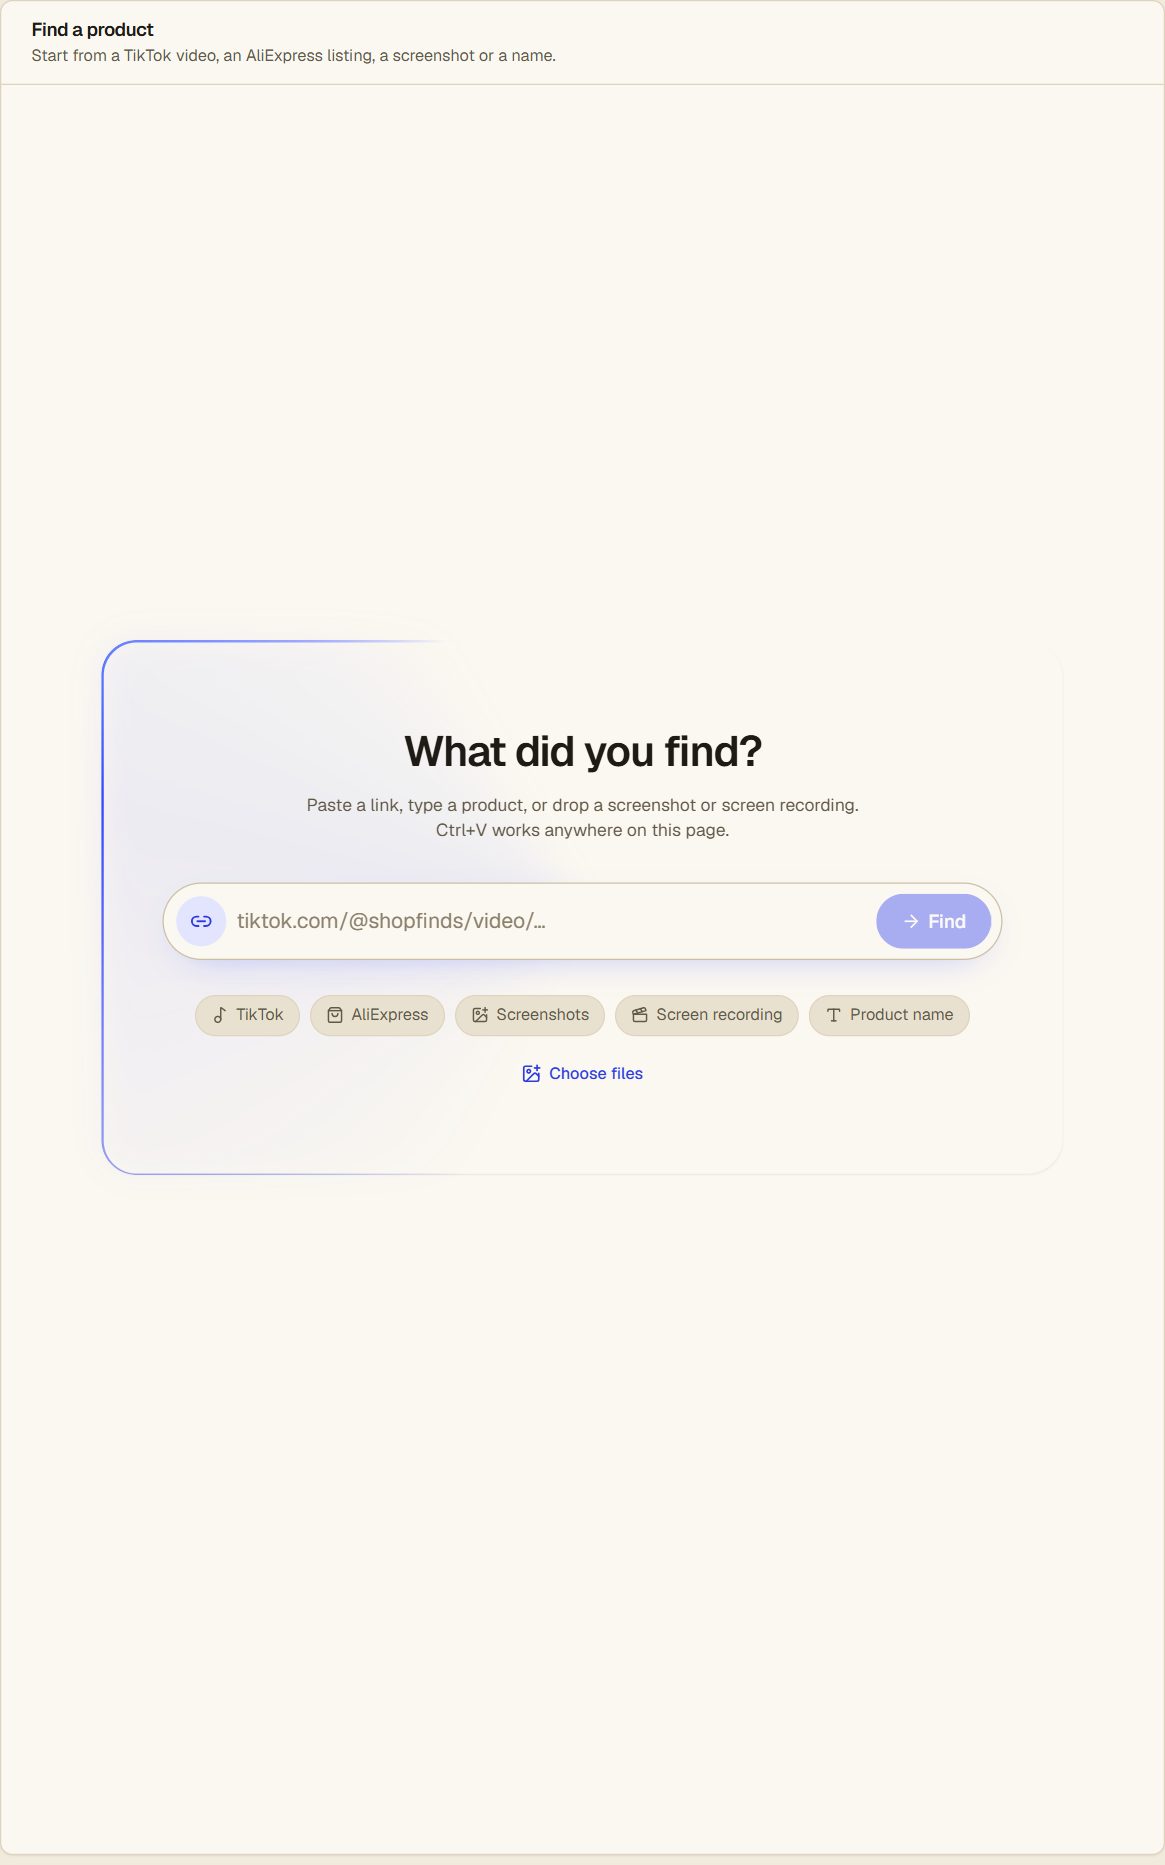 Find a product
Start from a TikTok video, an AliExpress listing, a screenshot or a name.
What did you find?
Paste a link, type a product, or drop a screenshot or screen recording.
Ctrl+V works anywhere on this page.
tiktok.com/@shopfinds/video/...
Find
TikTok
AliExpress
Screenshots
Screen recording
Product name
Choose files